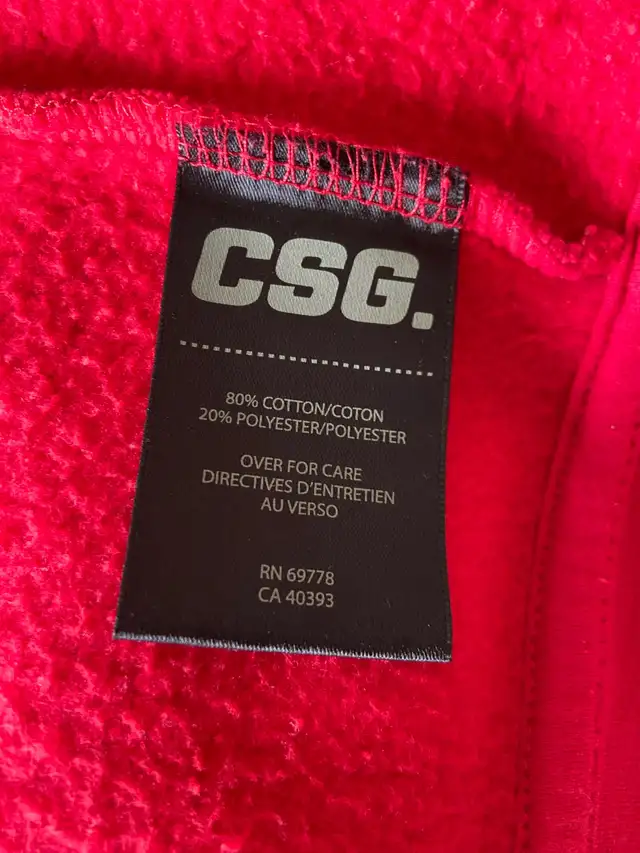 CSG.
80% COTTON/COTON
20% POLYESTER/POLYESTER
OVER FOR CARE
DIRECTIVES D'ENTRETIEN
AU VERSO
RN 69778
CA 40393